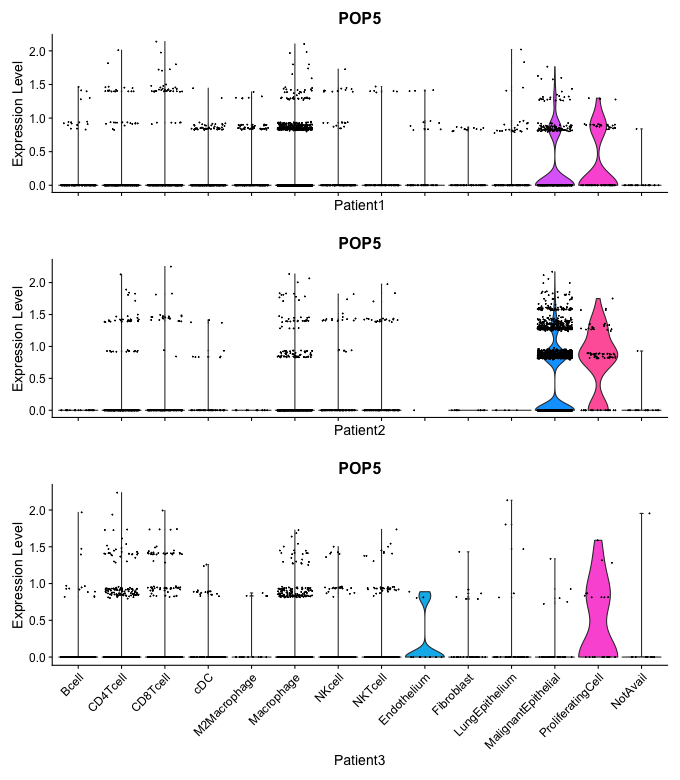 POP5
Expression Level
2.0
1.5
1.0
0.5
0.0
Patient1
POP5
Expression Level
2.0
1.5
1.0
0.5
0.0
Patient2
POP5
Expression Level
2.0
1.5
1.0
0.5
0.0
Bcell
CD4Tcell
CD8Tcell
cDC
M2Macrophage
Macrophage
NKcell
NKTcell
Endothelium
Fibroblast
LungEpithelium
MalignantEpithelial
ProliferatingCell
NotAvail
Patient3